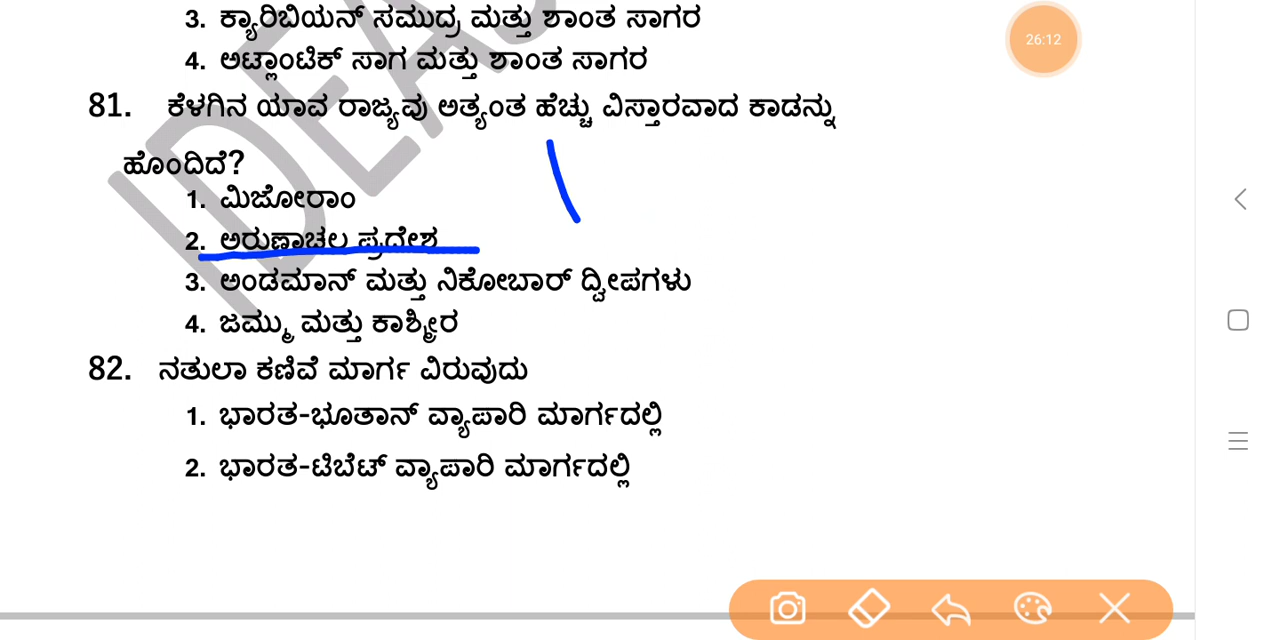 3. ಕ್ಯಾರಿಬಿಯನ್ ಸಮುದ್ರ ಮತ್ತು ಶಾಂತ ಸಾಗರ
26:12
4. ಅಟ್ಲಾಂಟಿಕ್ ಸಾಗ ಮತ್ತು ಶಾಂತ ಸಾಗರ
81. ಕೆಳಗಿನ ಯಾವ ರಾಜ್ಯವು ಅತ್ಯಂತ ಹೆಚ್ಚು ವಿಸ್ತಾರವಾದ ಕಾಡನ್ನು
ಹೊಂದಿದೆ?
1. ಮಿಜೋರಾಂ
2. ಅರುಣಾಚಲ ಪ್ರದೇಶ
3. ಅಂಡಮಾನ್ ಮತ್ತು ನಿಕೋಬಾರ್ ದ್ವೀಪಗಳು
4. ಜಮ್ಮು ಮತ್ತು ಕಾಶ್ಮೀರ
82. ನತುಲಾ ಕಣಿವೆ ಮಾರ್ಗ ವಿರುವುದು
1. ಭಾರತ-ಭೂತಾನ್ ವ್ಯಾಪಾರಿ ಮಾರ್ಗದಲ್ಲಿ
2. ಭಾರತ-ಟಿಬೆಟ್ ವ್ಯಾಪಾರಿ ಮಾರ್ಗದಲ್ಲಿ